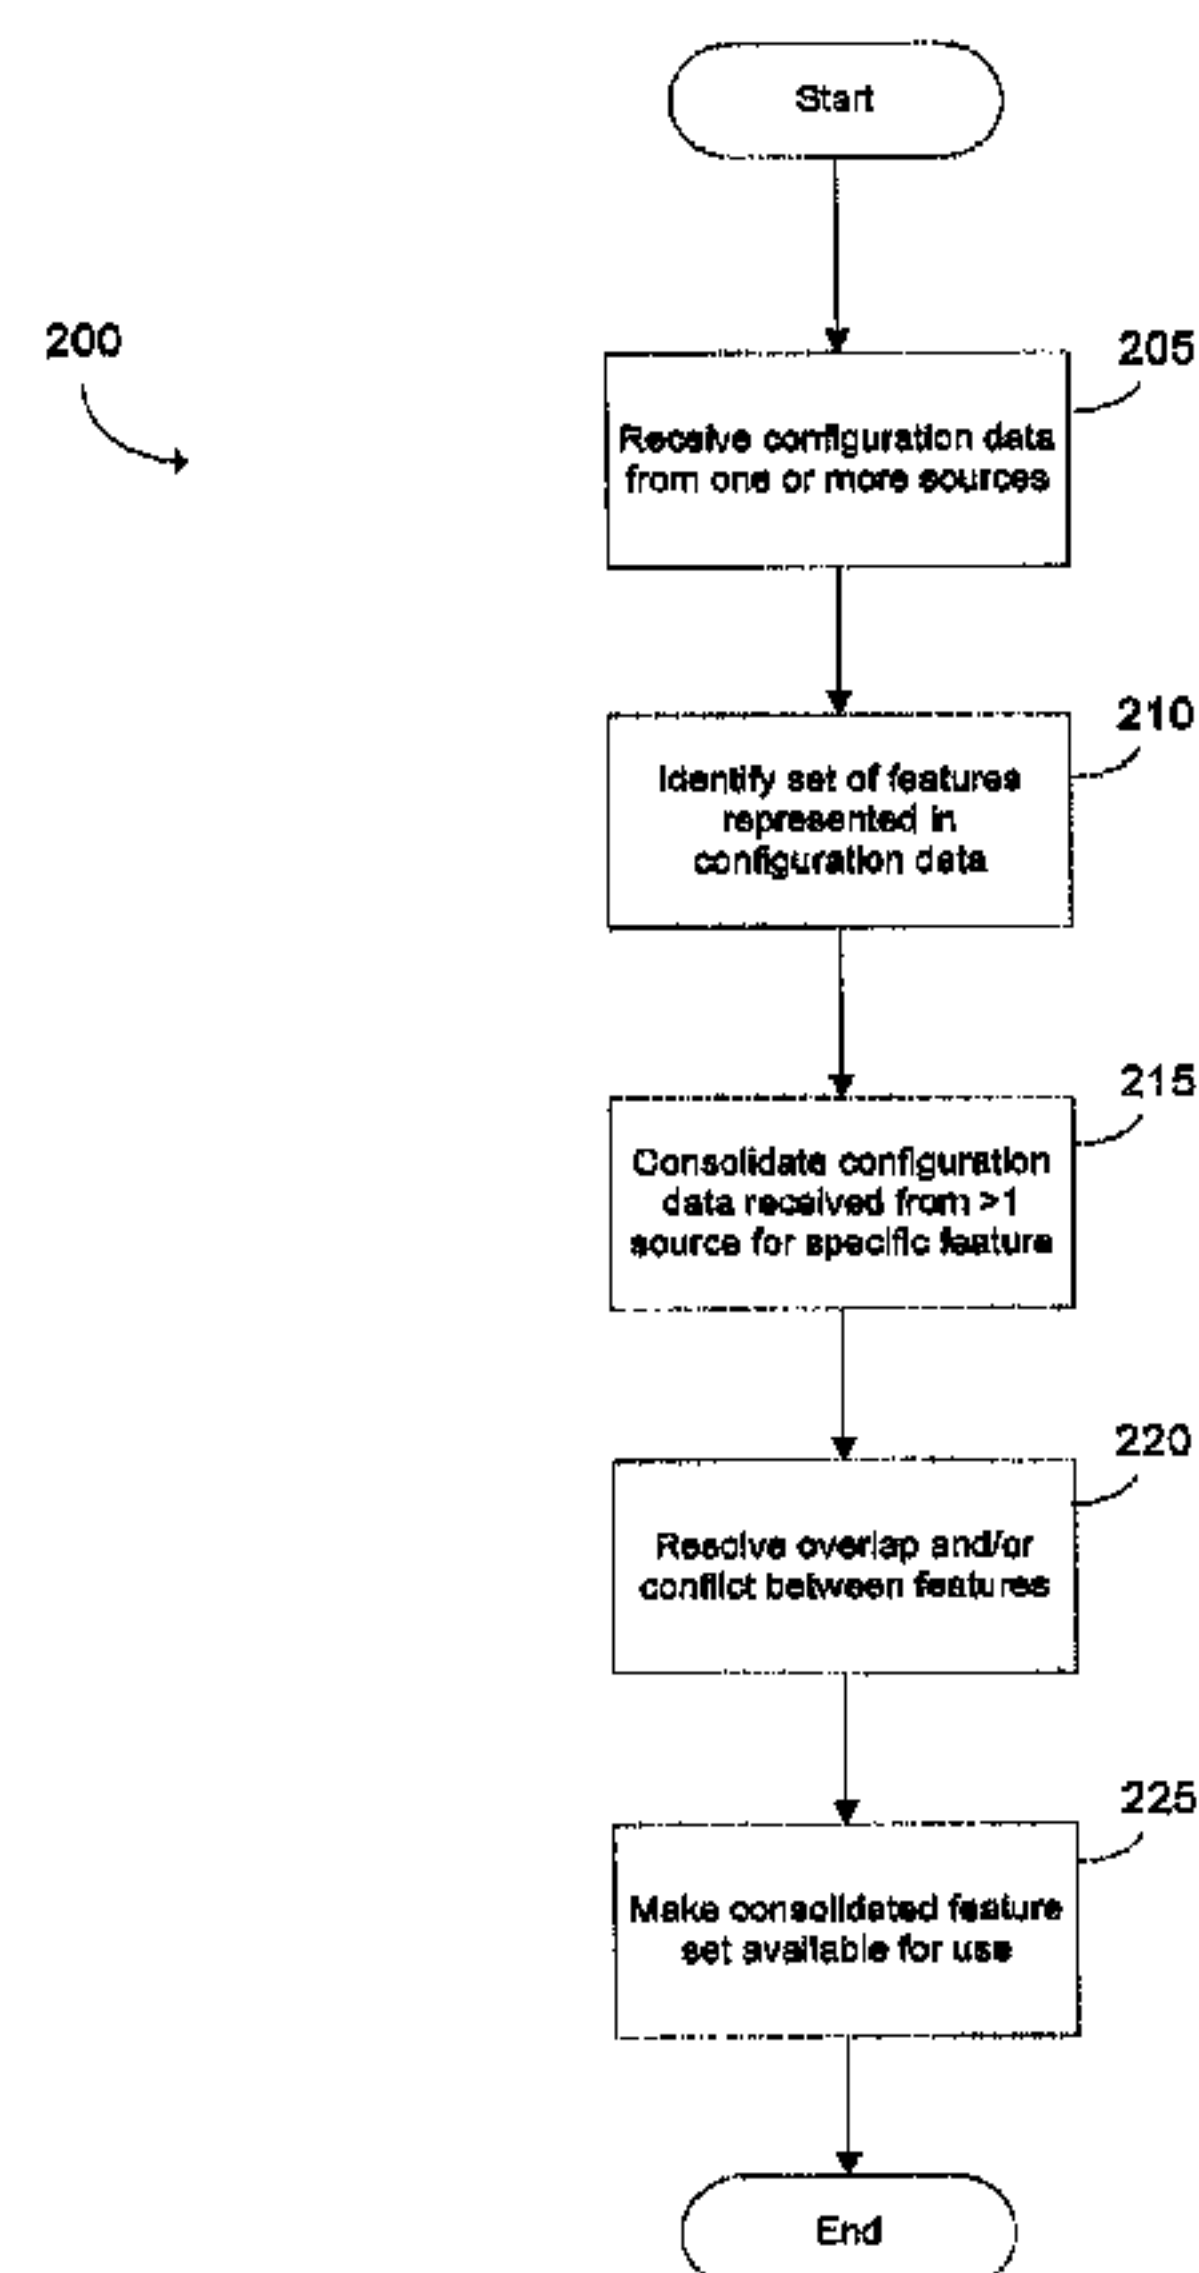 Start
200
205
Receive configuration data
from one or more sources
210
Identify set of features
represented in
configuration data
215
Consolidate configuration
data received from >1
source for specific feature
220
Resolve overlap and/or
conflict between features
225
Make consolidated feature
set available for use
End